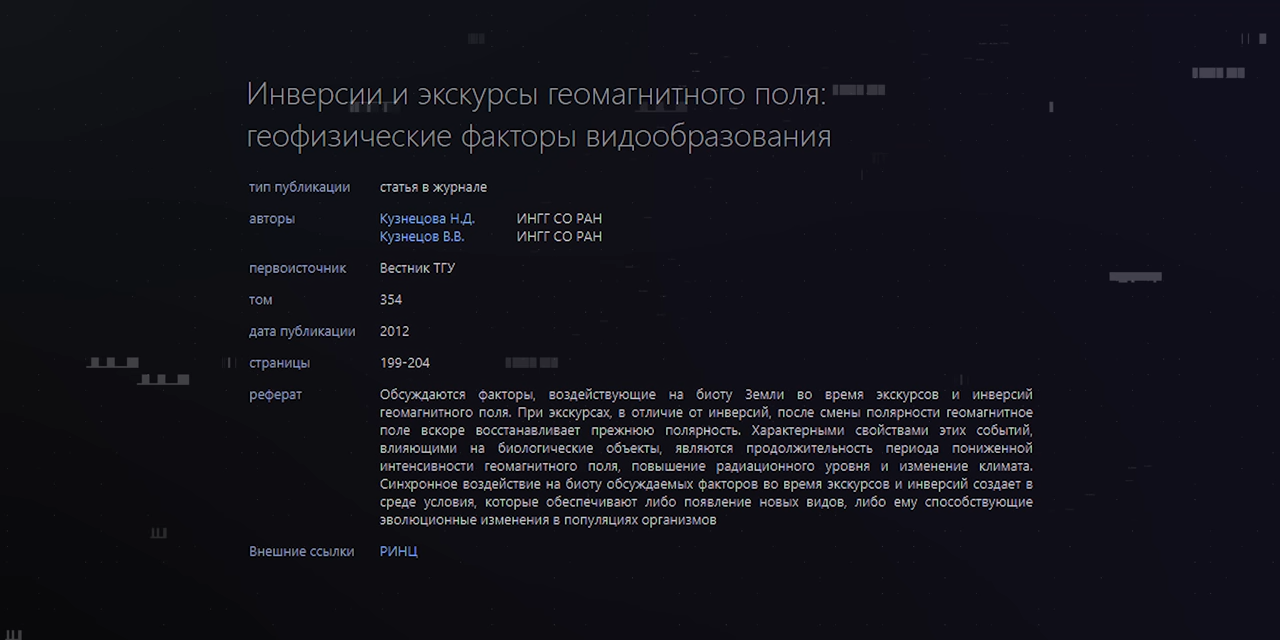 Инверсии и экскурсы геомагнитного поля:
геофизические факторы видообразования
тип публикации статья в журнале
авторы Кузнецова Н.Д. ИНГГ СО РАН
Кузнецов В.В. ИНГГ СО РАН
первоисточник Вестник ТГУ
том 354
дата публикации 2012
страницы 199-204
реферат Обсуждаются факторы, воздействующие на биоту Земли во время экскурсов и инверсий
геомагнитного поля. При экскурсах, в отличие от инверсий, после смены полярности геомагнитное
поле вскоре восстанавливает прежнюю полярность. Характерными свойствами этих событий,
влияющими на биологические объекты, являются продолжительность периода пониженной
интенсивности геомагнитного поля, повышение радиационного уровня и изменение климата.
Синхронное воздействие на биоту обсуждаемых факторов во время экскурсов и инверсий создает в
среде условия, которые обеспечивают либо появление новых видов, либо ему способствующие
эволюционные изменения в популяциях организмов
Внешние ссылки РИНЦ